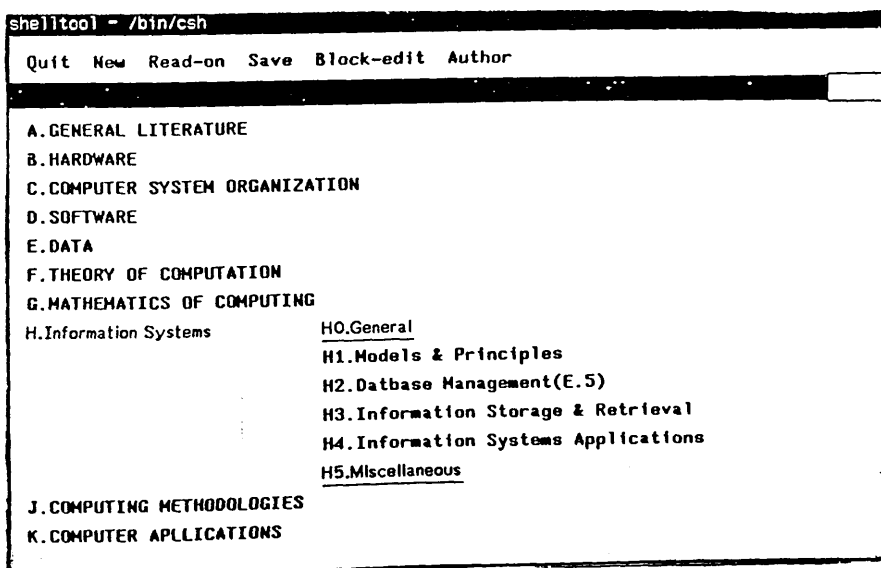 shelltool - /bin/csh
Quit New Read-on Save Block-edit Author
A.GENERAL LITERATURE
B.HARDWARE
C.COMPUTER SYSTEM ORGANIZATION
D.SOFTWARE
E.DATA
F.THEORY OF COMPUTATION
G.MATHEMATICS OF COMPUTING
H.Information Systems H0.General
H1.Models & Principles
H2.Datbase Management(E.5)
H3.Information Storage & Retrieval
H4.Information Systems Applications
H5.Miscellaneous
J.COMPUTING METHODOLOGIES
K.COMPUTER APLLICATIONS